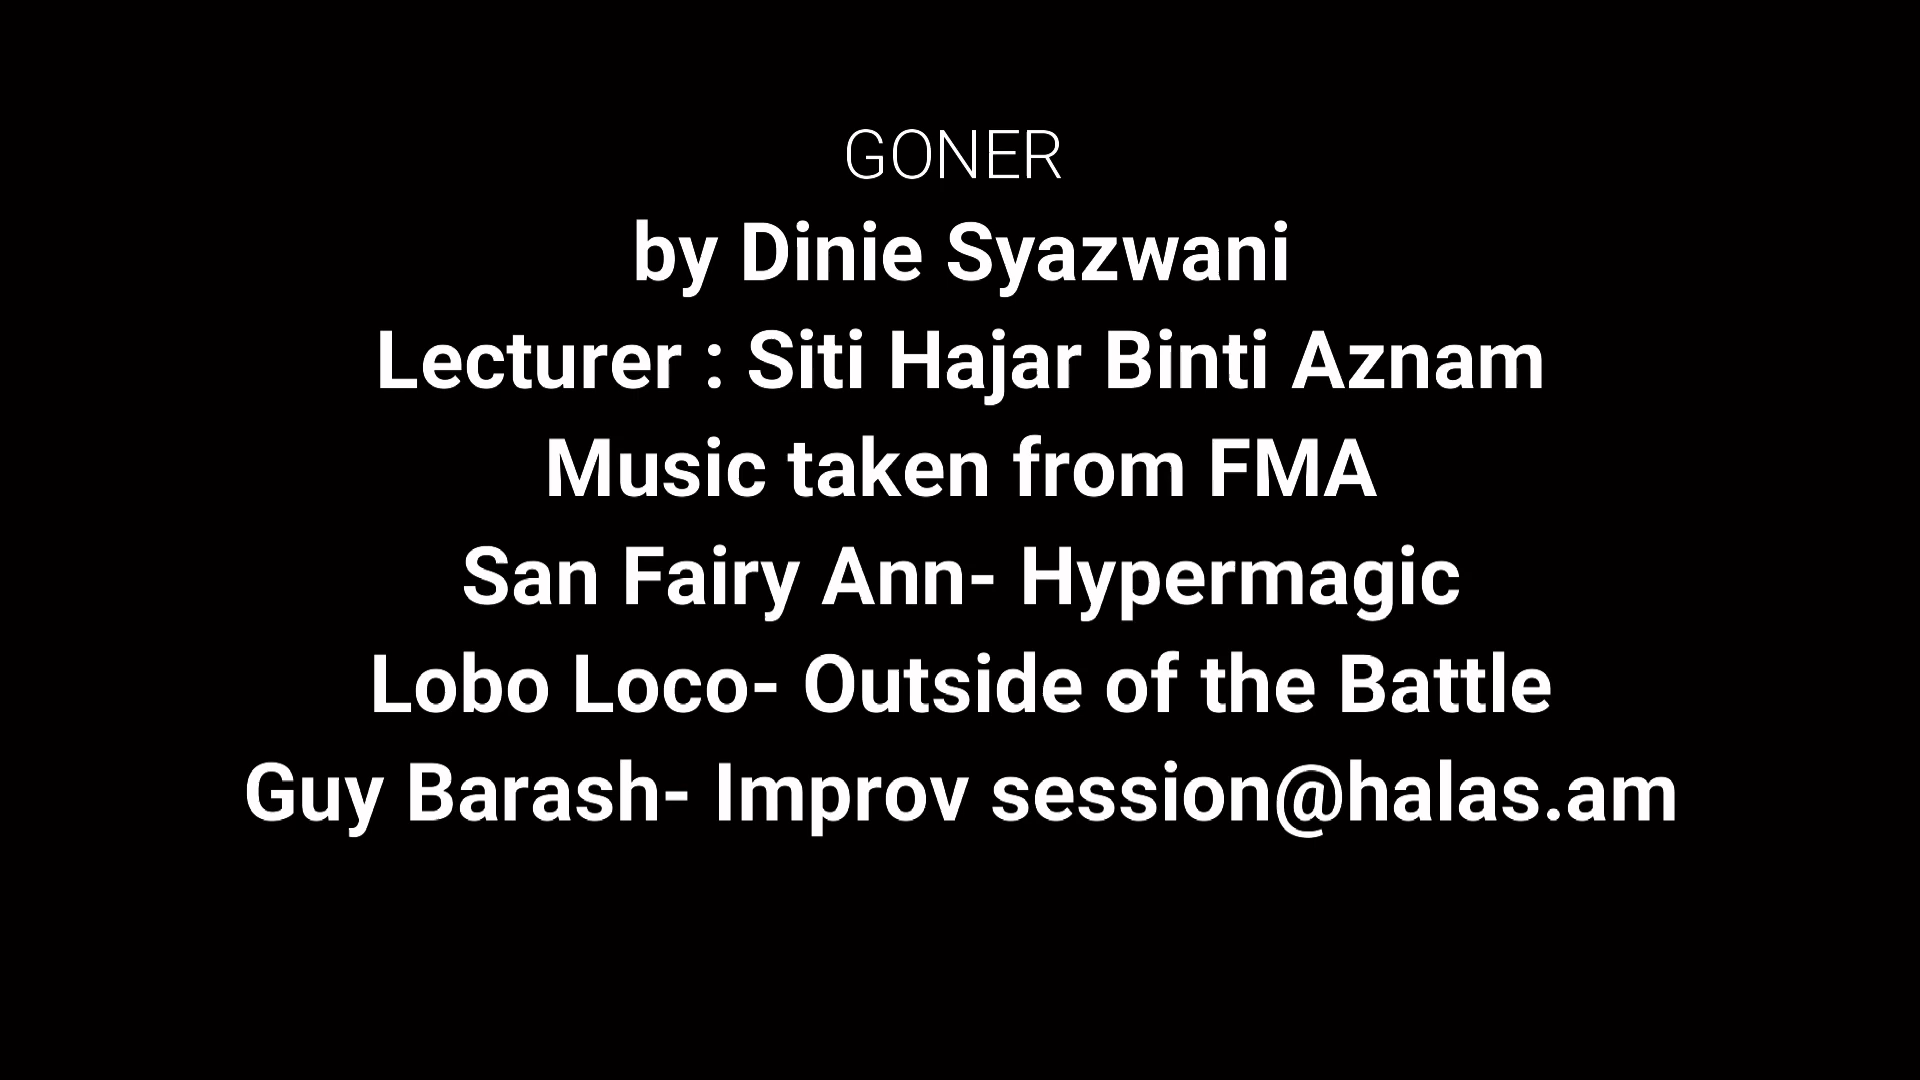 GONER
by Dinie Syazwani
Lecturer : Siti Hajar Binti Aznam
Music taken from FMA
San Fairy Ann- Hypermagic
Lobo Loco- Outside of the Battle
Guy Barash- Improv session@halas.am